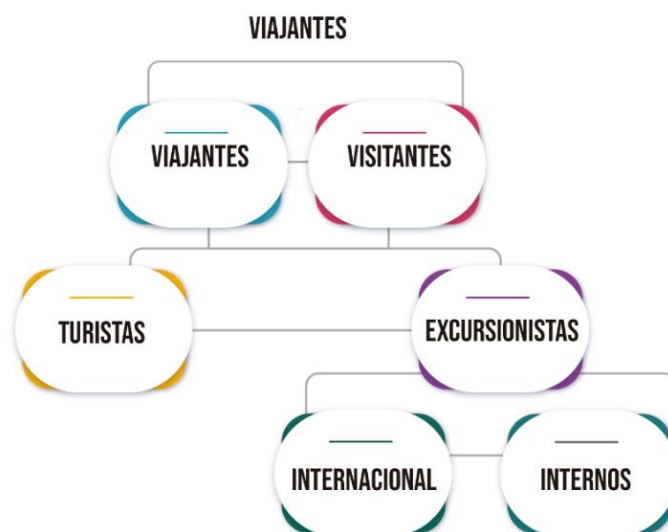 VIAJANTES
VIAJANTES
VISITANTES
TURISTAS
EXCURSIONISTAS
INTERNACIONAL
INTERNOS